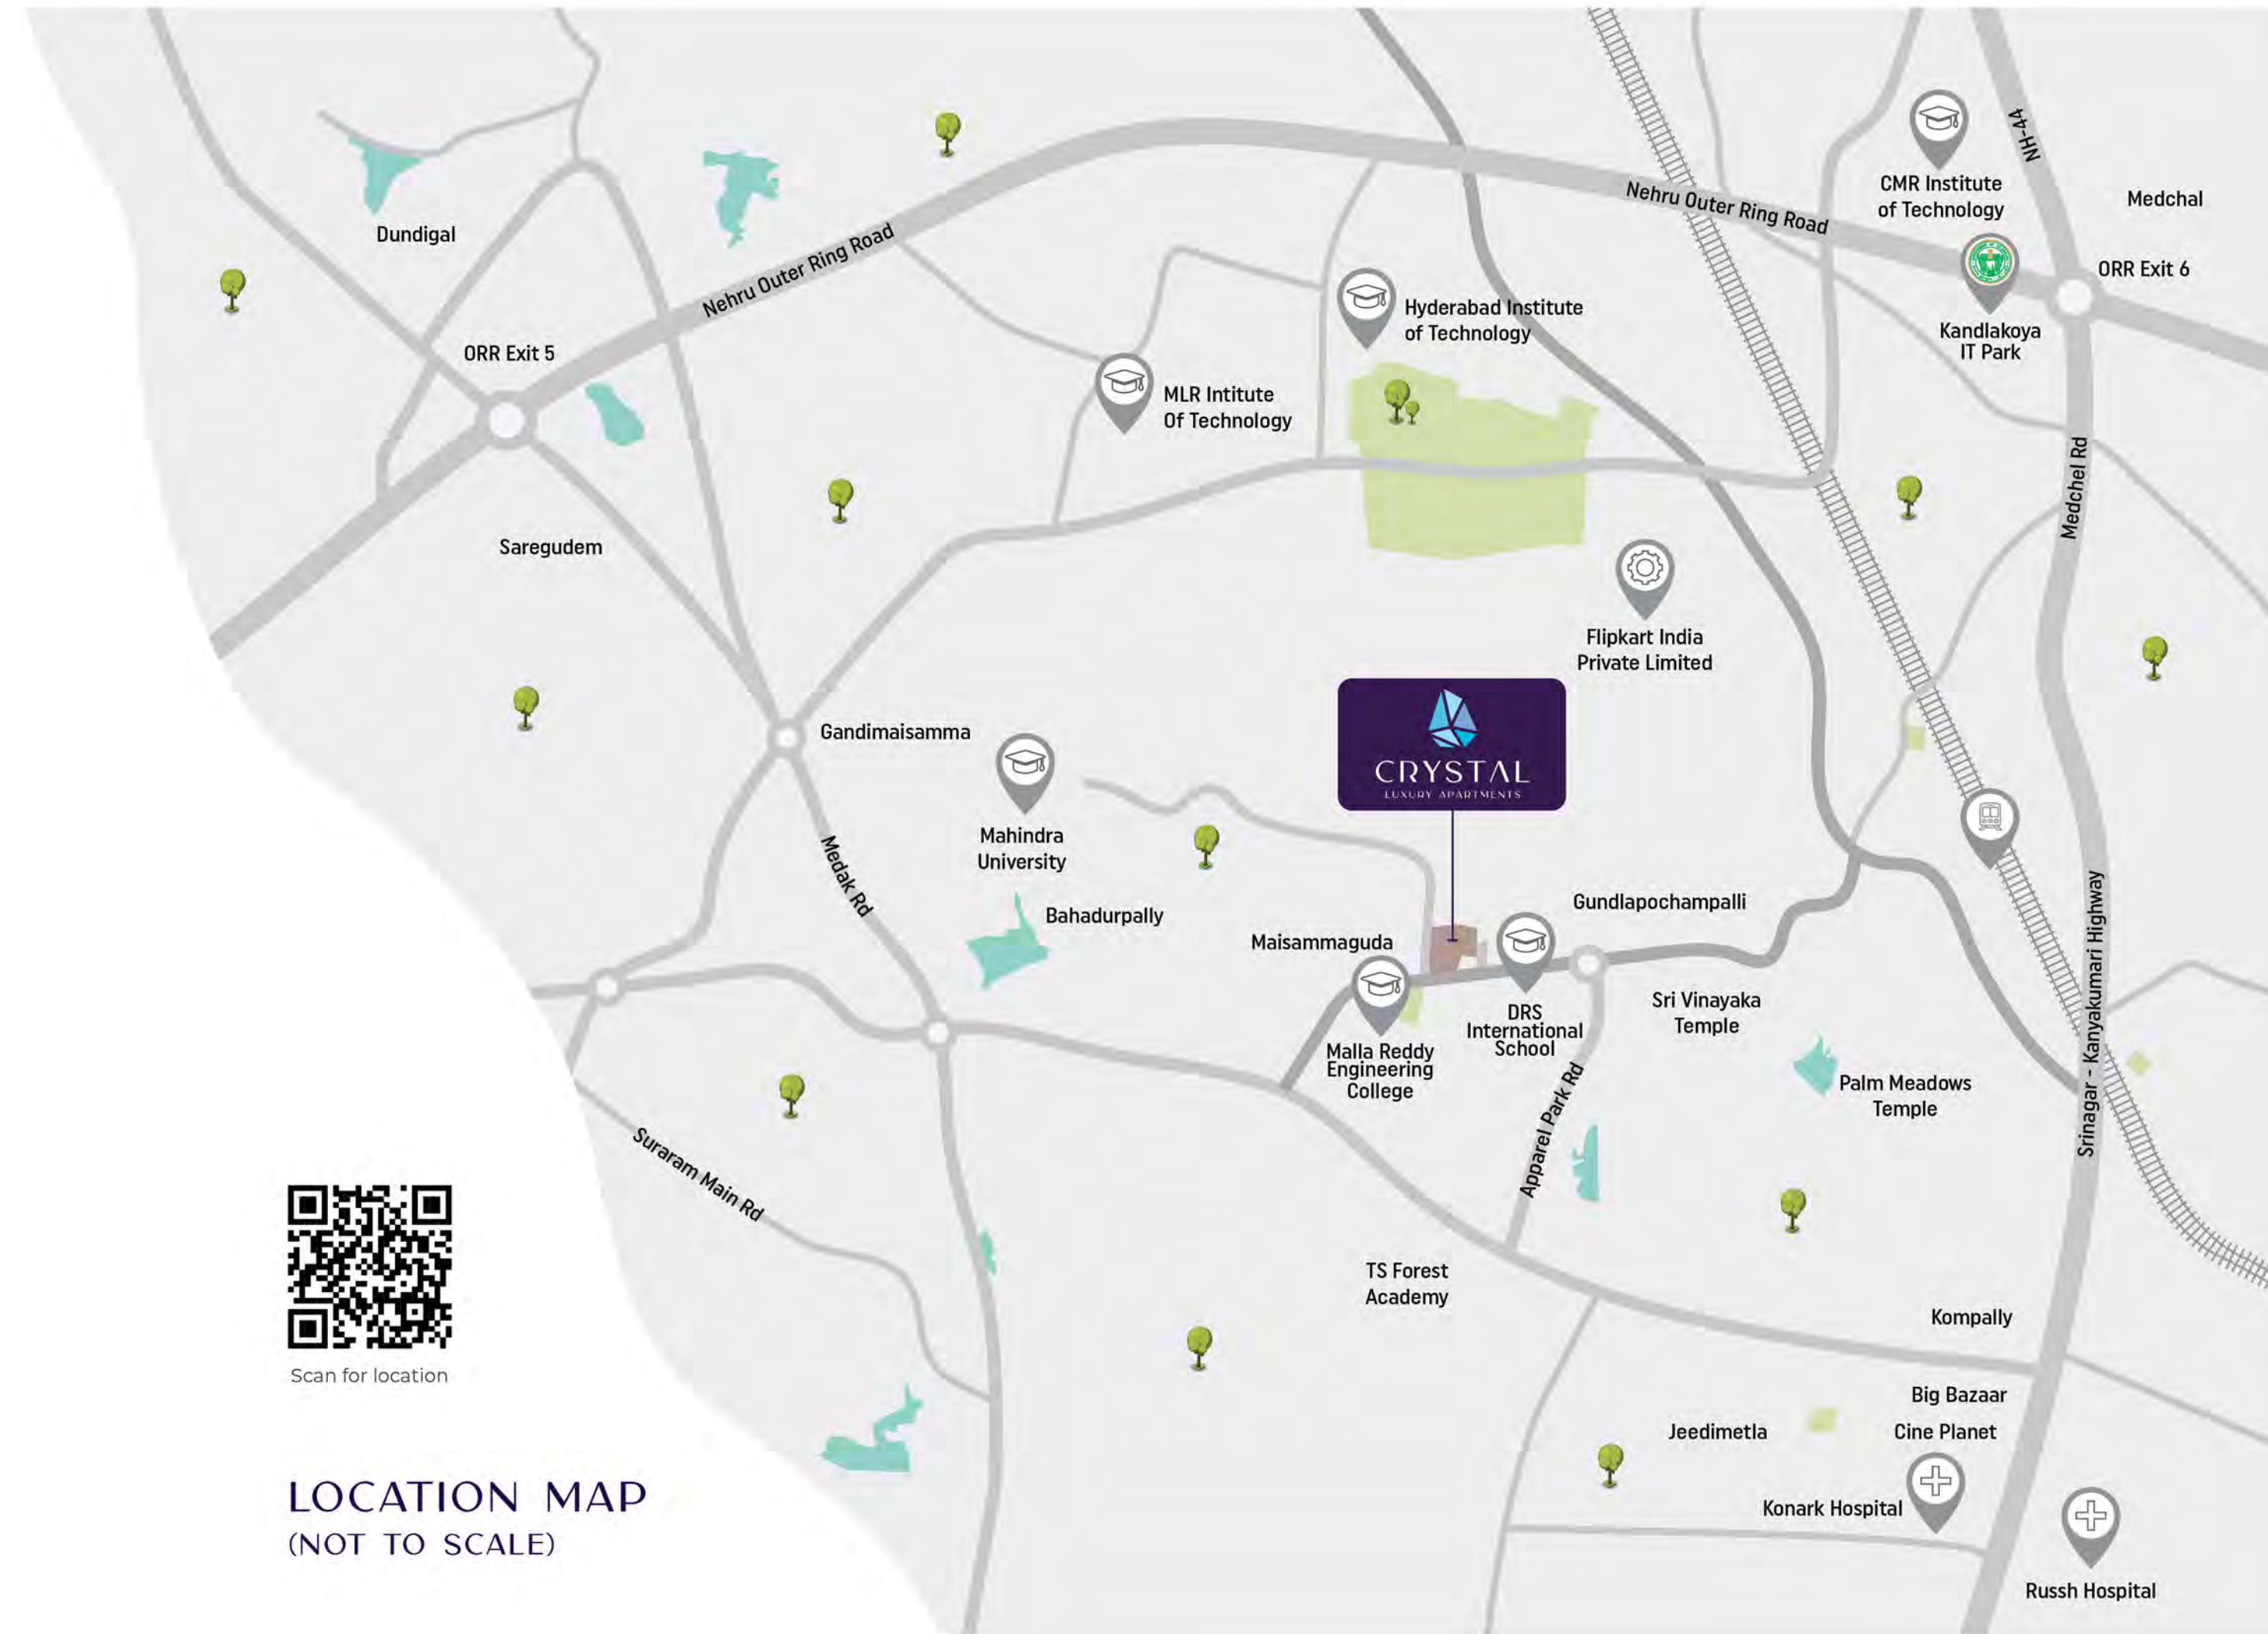 NH-44
CMR Institute
of Technology
Medchal
Nehru Outer Ring Road
Dundigal
Nehru Outer Ring Road
ORR Exit 6
Hyderabad Institute
of Technology
Kandlakoya
IT Park
ORR Exit 5
MLR Intitute
Of Technology
Medchel Rd
Saregudem
Flipkart India
Private Limited
Gandimaisamma
CRYSTAL
LUXURY APARTMENTS
Mahindra
University
Medak Rd
Bahadurpally
Gundlapochampalli
Maisammaguda
Srinagar - Kanyakumari Highway
DRS
International
School
Sri Vinayaka
Temple
Malla Reddy
Engineering
College
Palm Meadows
Temple
Apparel Park Rd
Suraram Main Rd
TS Forest
Academy
Kompally
Scan for location
Big Bazaar
Jeedimetla
Cine Planet
Konark Hospital
LOCATION MAP
(NOT TO SCALE)
Russh Hospital